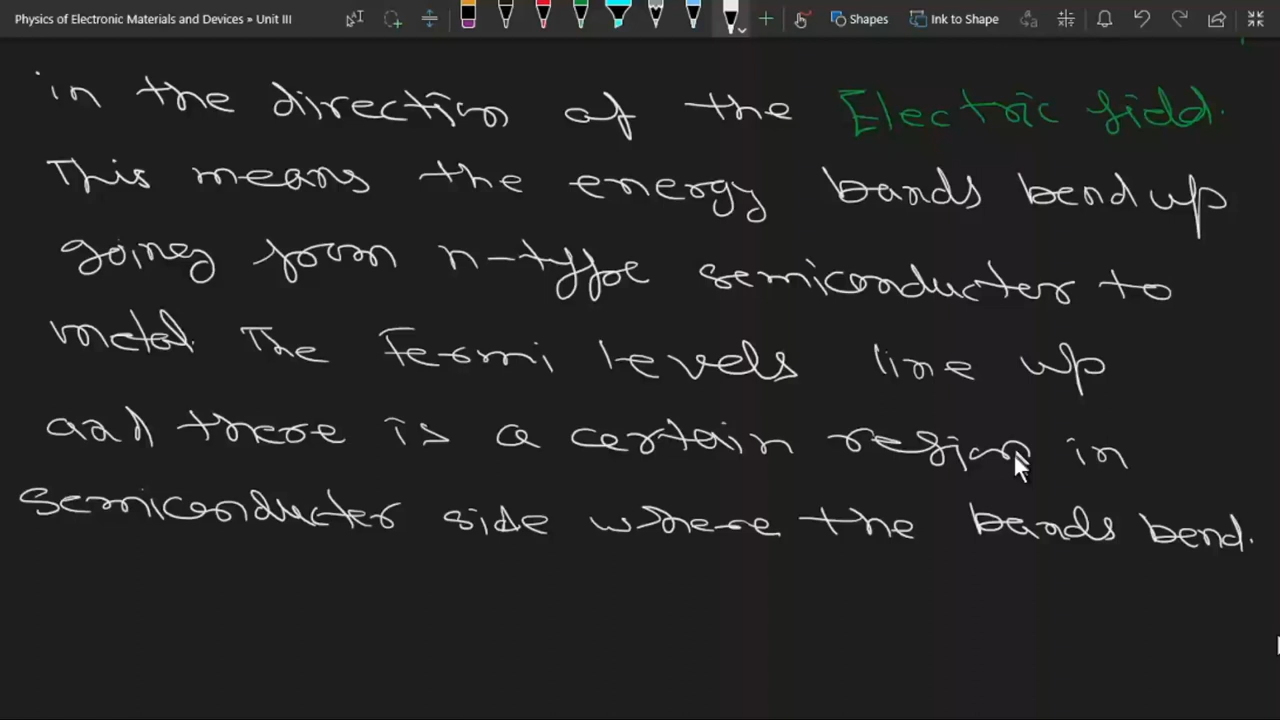 Physics of Electronic Materials and Devices » Unit III
Shapes
Ink to Shape
in the direction of the Electric field.
This means the energy bands bend up
going from n-type semiconductor to
metal. The Fermi levels line up
and there is a certain region in
semiconductor side where the bands bend.